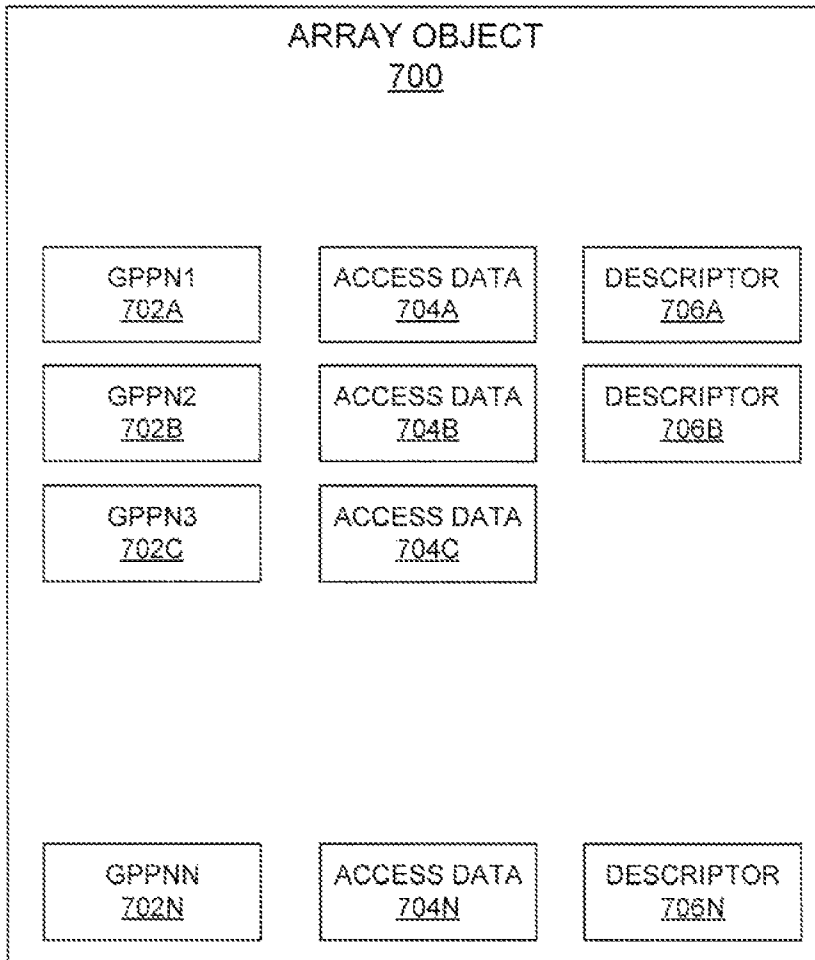 ARRAY OBJECT
700
GPPN1 ACCESS DATA DESCRIPTOR
702A 704A 706A
GPPN2 ACCESS DATA DESCRIPTOR
702B 704B 706B
GPPN3 ACCESS DATA
702C 704C
GPPNN ACCESS DATA DESCRIPTOR
702N 704N 706N